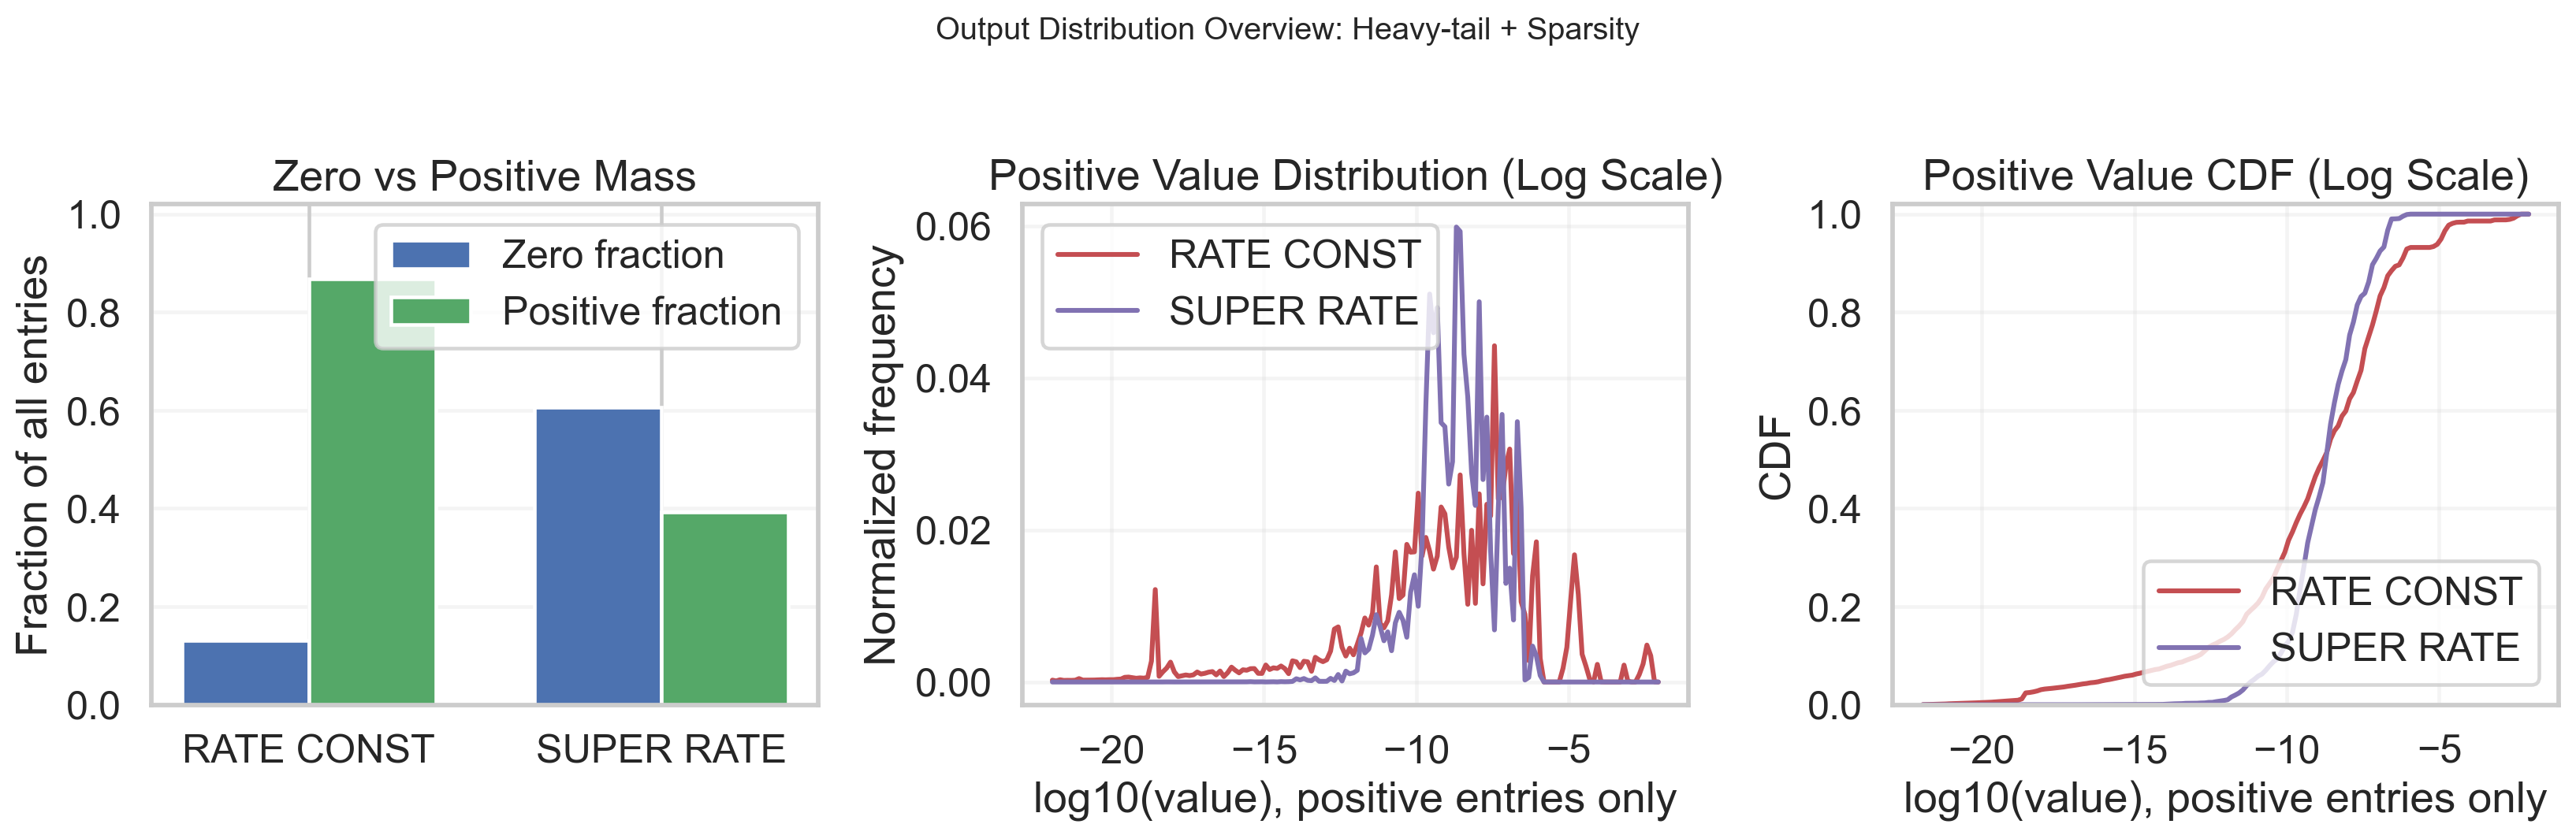 Output Distribution Overview: Heavy-tail + Sparsity
Zero vs Positive Mass
Fraction of all entries
1.0
0.8
0.6
0.4
0.2
0.0
Zero fraction
Positive fraction
RATE CONST
SUPER RATE
Positive Value Distribution (Log Scale)
Normalized frequency
0.06
0.04
0.02
0.00
RATE CONST
SUPER RATE
−20
−15
−10
−5
log10(value), positive entries only
Positive Value CDF (Log Scale)
CDF
1.0
0.8
0.6
0.4
0.2
0.0
RATE CONST
SUPER RATE
−20
−15
−10
−5
log10(value), positive entries only